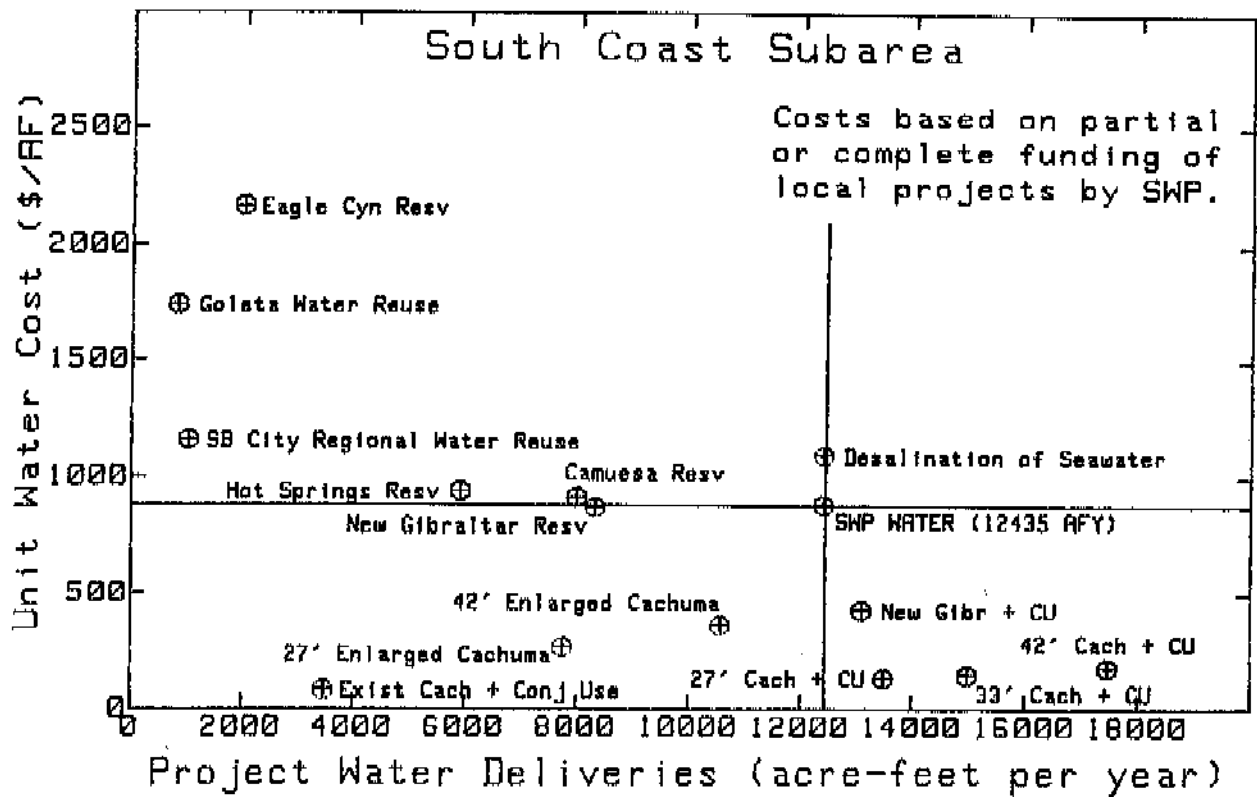 South Coast Subarea
Costs based on partial
or complete funding of
local projects by SWP.
Unit Water Cost ($/AF)
2500
2000
1500
1000
500
0
Eagle Cyn Resv
Goleta Water Reuse
SB City Regional Water Reuse
Camuesa Resv
Desalination of Seawater
Hot Springs Resv
New Gibraltar Resv
SWP WATER (12435 AFY)
42' Enlarged Cachuma
New Gibr + CU
27' Enlarged Cachuma
42' Cach + CU
27' Cach + CU
Exist Cach + Conj Use
33' Cach + CU
0 2000 4000 6000 8000 10000 12000 14000 16000 18000
Project Water Deliveries (acre-feet per year)